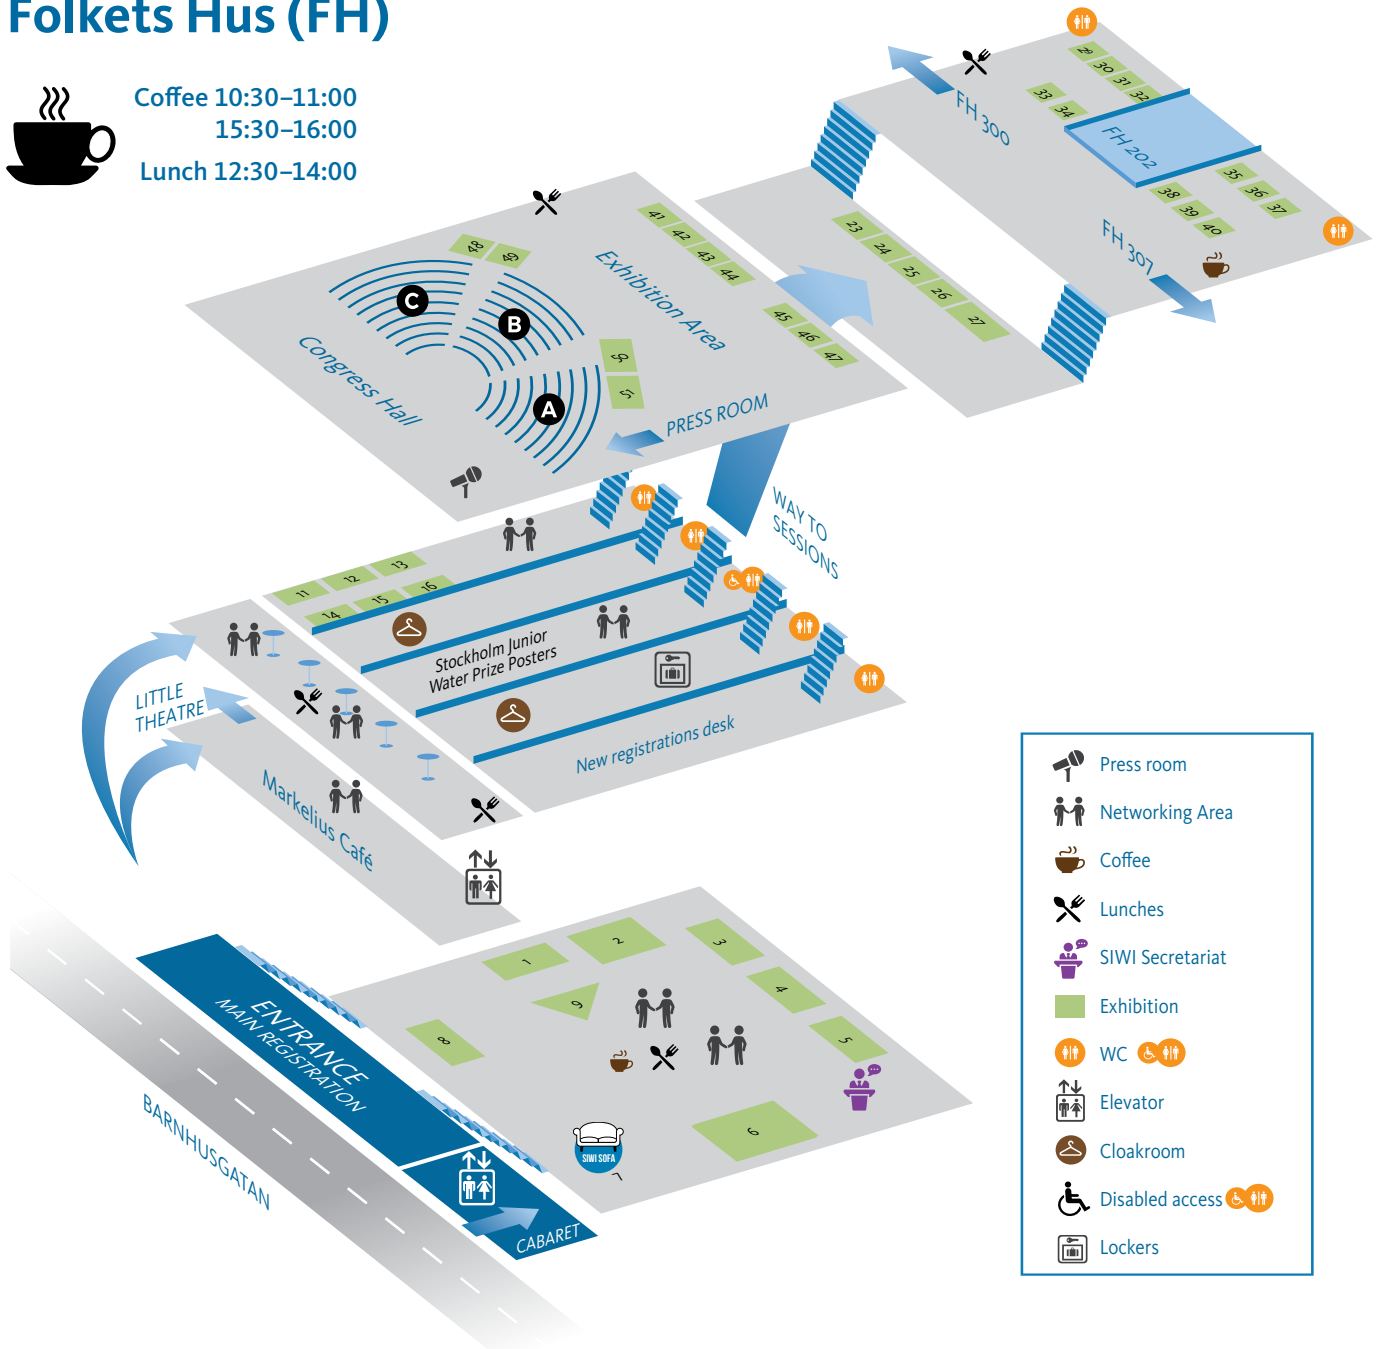 Folkets Hus (FH)
Coffee 10:30–11:00
15:30–16:00
Lunch 12:30–14:00
29
30
31
32
33
34
FH 300
FH 202
35
36
37
38
39
40
FH 307
23
24
25
26
27
41
42
43
44
45
46
47
48
49
50
51
Exhibition Area
Congress Hall
C
B
A
PRESS ROOM
WAY TO
SESSIONS
11
12
13
14
15
16
Stockholm Junior
Water Prize Posters
New registrations desk
LITTLE
THEATRE
Markelius Café
1
2
3
4
5
6
7
8
9
SIWI SOFA
ENTRANCE
MAIN REGISTRATION
CABARET
BARNHUSGATAN
Press room
Networking Area
Coffee
Lunches
SIWI Secretariat
Exhibition
WC
Elevator
Cloakroom
Disabled access
Lockers